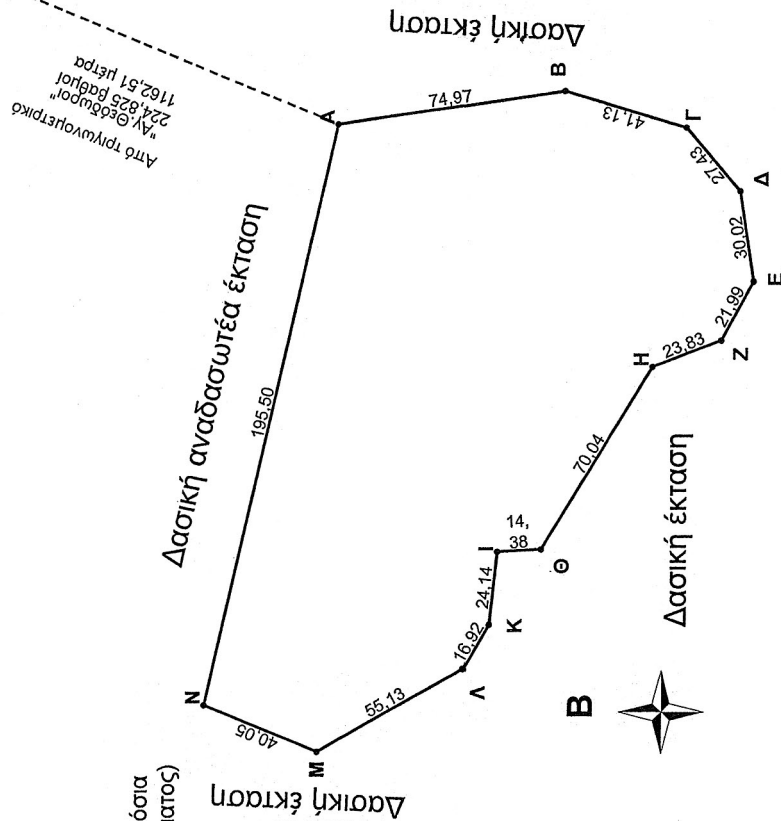 Δασική έκταση
Από τριγωνομετρικό
"Αγ. Θεόδωροι"
224,825 βαθμοί
1162,51 μέτρα
A
74,97
B
41,13
Γ
27,43
Δ
30,02
E
21,99
Z
23,83
H
70,04
Θ
14,
38
I
24,14
K
16,92
Λ
55,13
M
40,05
N
195,50
Δασική αναδασωτέα έκταση
Δασική έκταση
B
Δασική έκταση